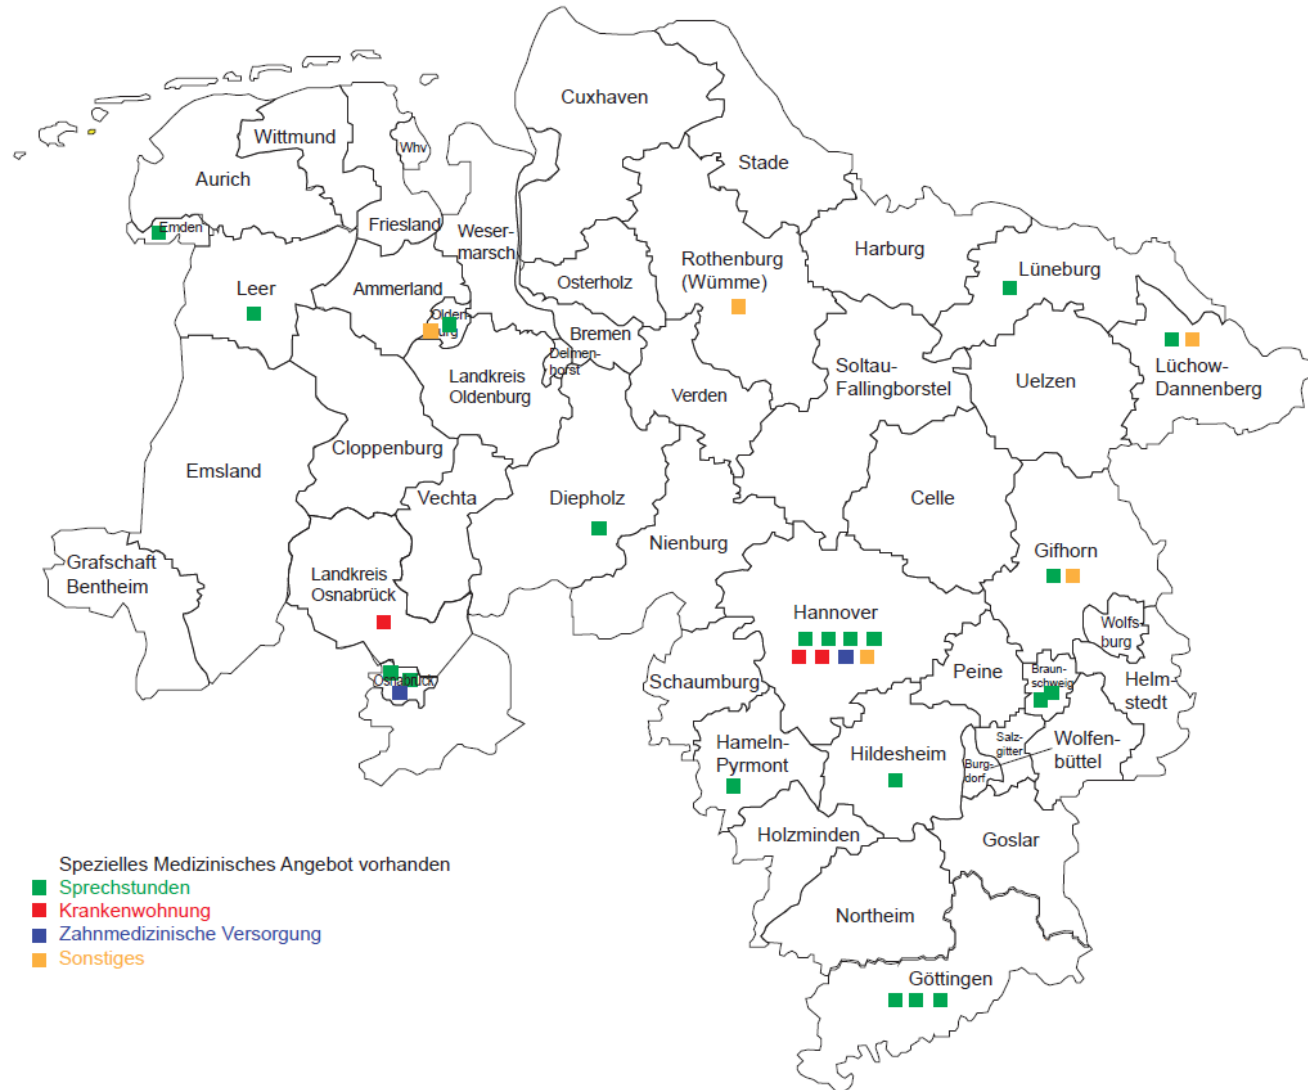 Cuxhaven
Wittmund
Whv
Stade
Aurich
Emden
Friesland
Weser-
marsch
Harburg
Rothenburg
(Wümme)
Lüneburg
Leer
Ammerland
Osterholz
Olden-
burg
Bremen
Delmen-
horst
Landkreis
Oldenburg
Verden
Soltau-
Fallingborstel
Uelzen
Lüchow-
Dannenberg
Cloppenburg
Emsland
Vechta
Diepholz
Celle
Nienburg
Gifhorn
Grafschaft
Bentheim
Landkreis
Osnabrück
Hannover
Wolfs-
burg
Peine
Braun-
schweig
Helm-
stedt
Osnabrück
Schaumburg
Hameln-
Pyrmont
Hildesheim
Salz-
gitter
Burg-
dorf
Wolfen-
büttel
Holzminden
Goslar
Northeim
Göttingen
Spezielles Medizinisches Angebot vorhanden
Sprechstunden
Krankenwohnung
Zahnmedizinische Versorgung
Sonstiges